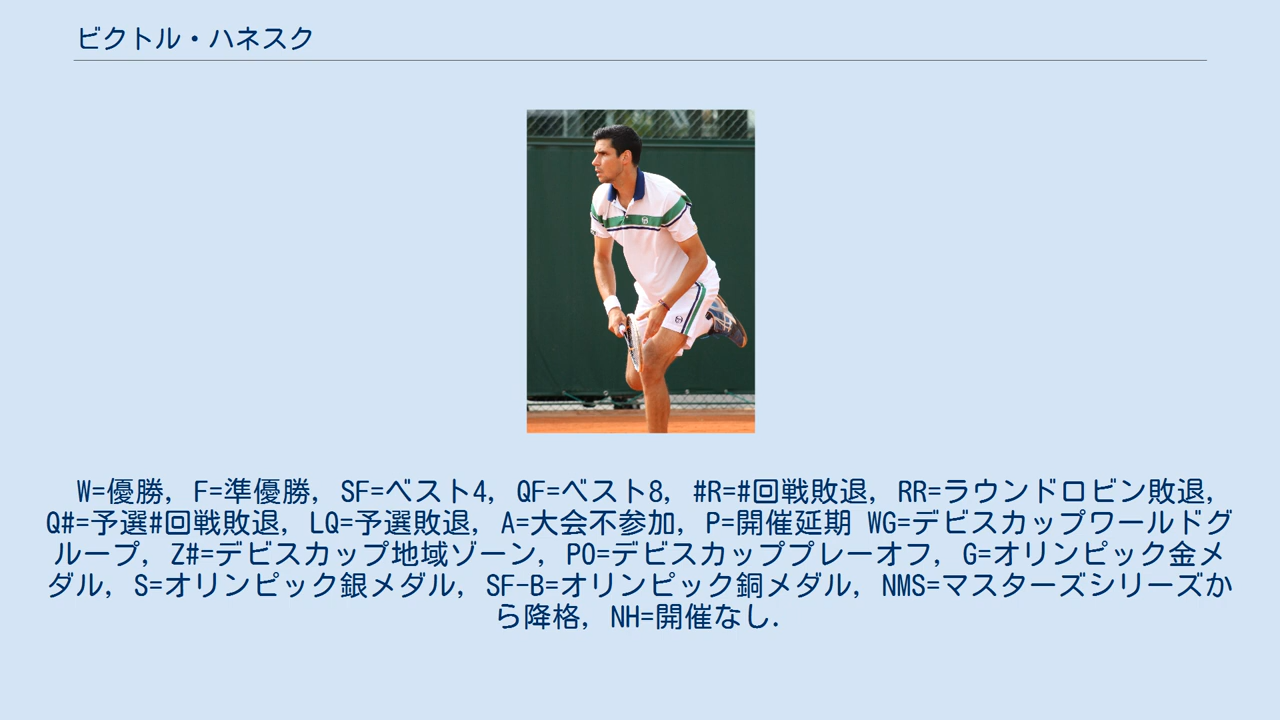 ビクトル・ハネスク
W=優勝, F=準優勝, SF=ベスト4, QF=ベスト8, #R=#回戦敗退, RR=ラウンドロビン敗退,
Q#=予選#回戦敗退, LQ=予選敗退, A=大会不参加, P=開催延期 WG=デビスカップワールドグ
ループ, Z#=デビスカップ地域ゾーン, PO=デビスカッププレーオフ, G=オリンピック金メ
ダル, S=オリンピック銀メダル, SF-B=オリンピック銅メダル, NMS=マスターズシリーズか
ら降格, NH=開催なし.